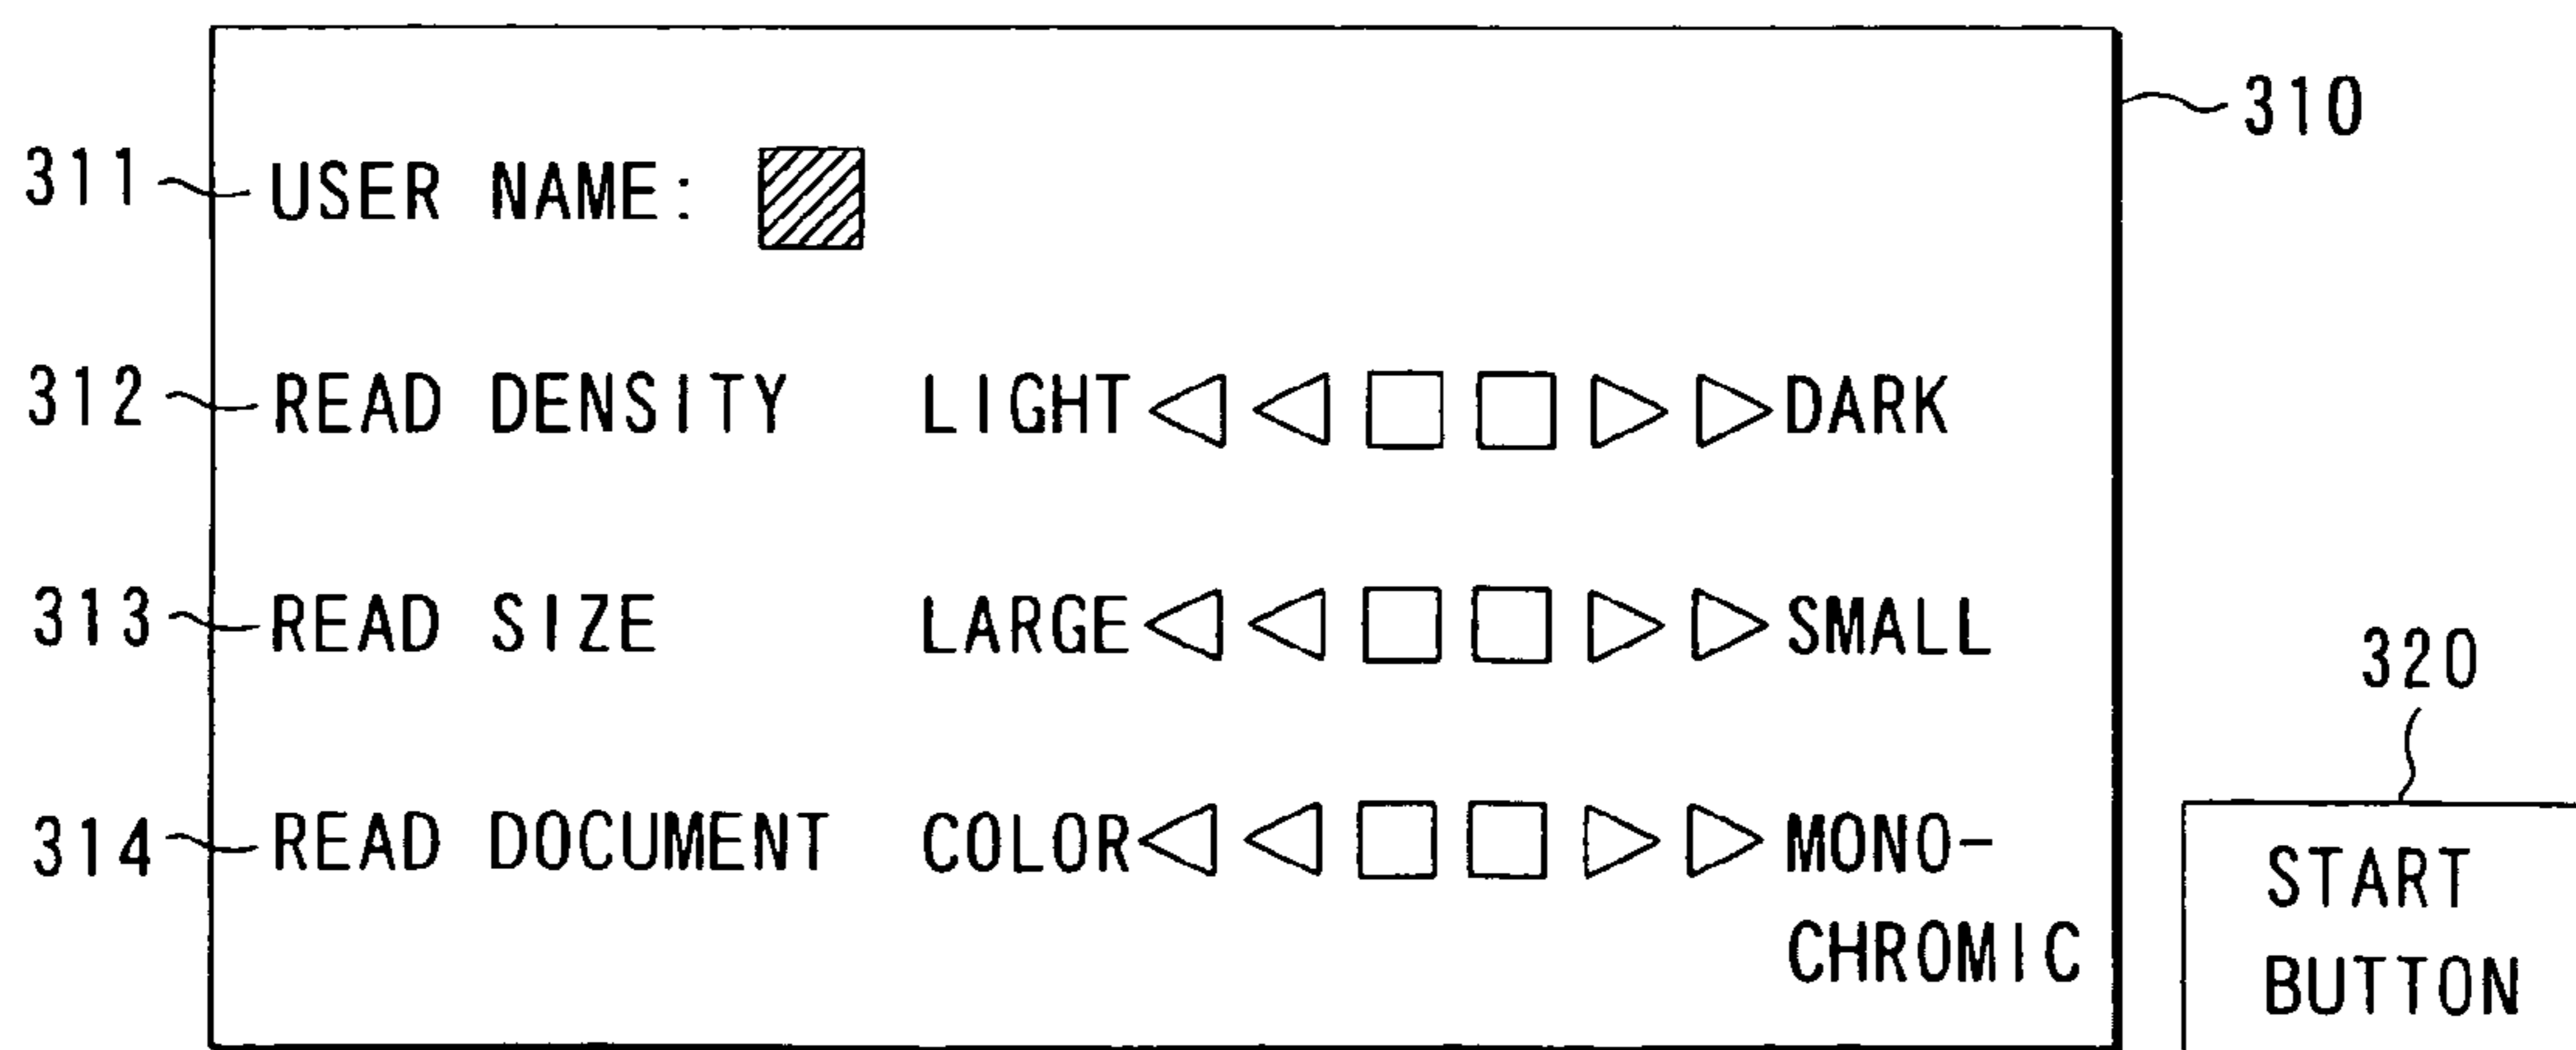 310
311 USER NAME:
312 READ DENSITY LIGHT DARK
313 READ SIZE LARGE SMALL
320
314 READ DOCUMENT COLOR MONO-
CHROMIC
START
BUTTON